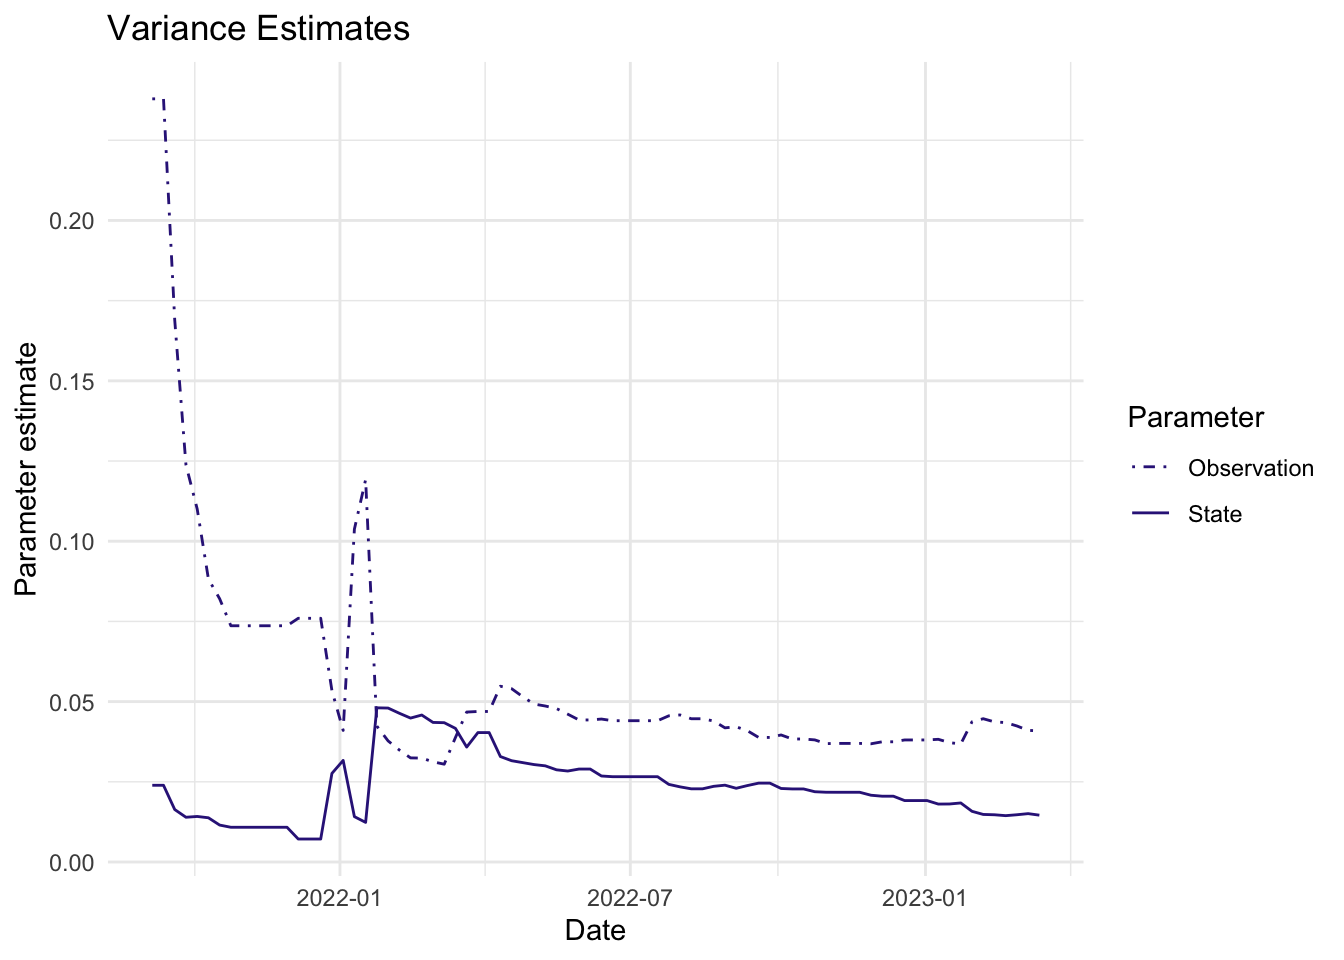 Variance Estimates
Parameter estimate
0.20
0.15
0.10
0.05
0.00
2022-01
2022-07
2023-01
Date
Parameter
Observation
State